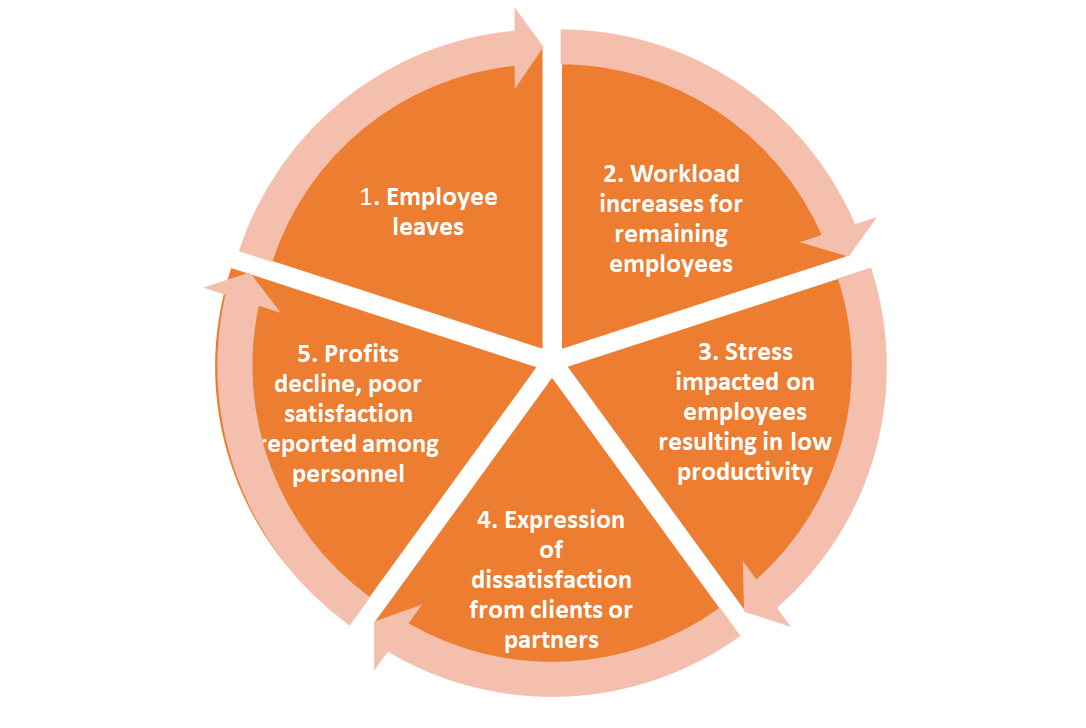 1. Employee
leaves
2. Workload
increases for
remaining
employees
3. Stress
impacted on
employees
resulting in low
productivity
4. Expression
of
dissatisfaction
from clients or
partners
5. Profits
decline, poor
satisfaction
reported among
personnel